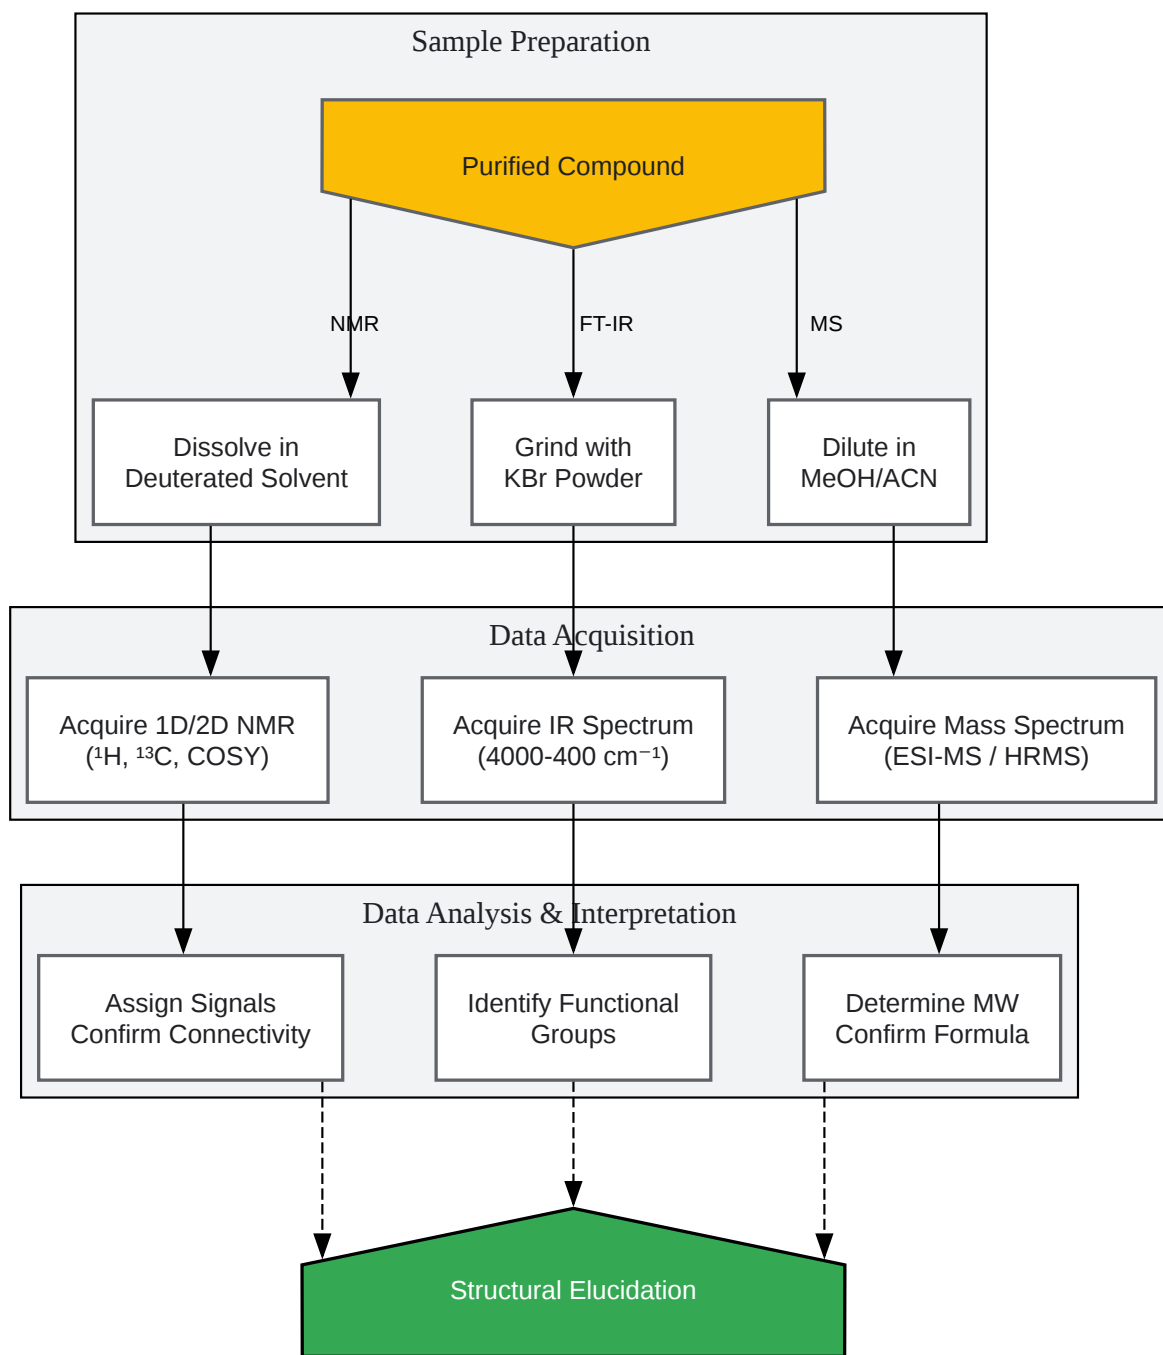 Sample Preparation
Purified Compound
NMR
FT-IR
MS
Dissolve in
Deuterated Solvent
Grind with
KBr Powder
Dilute in
MeOH/ACN
Data Acquisition
Acquire 1D/2D NMR
(¹H, ¹³C, COSY)
Acquire IR Spectrum
(4000-400 cm⁻¹)
Acquire Mass Spectrum
(ESI-MS / HRMS)
Data Analysis & Interpretation
Assign Signals
Confirm Connectivity
Identify Functional
Groups
Determine MW
Confirm Formula
Structural Elucidation